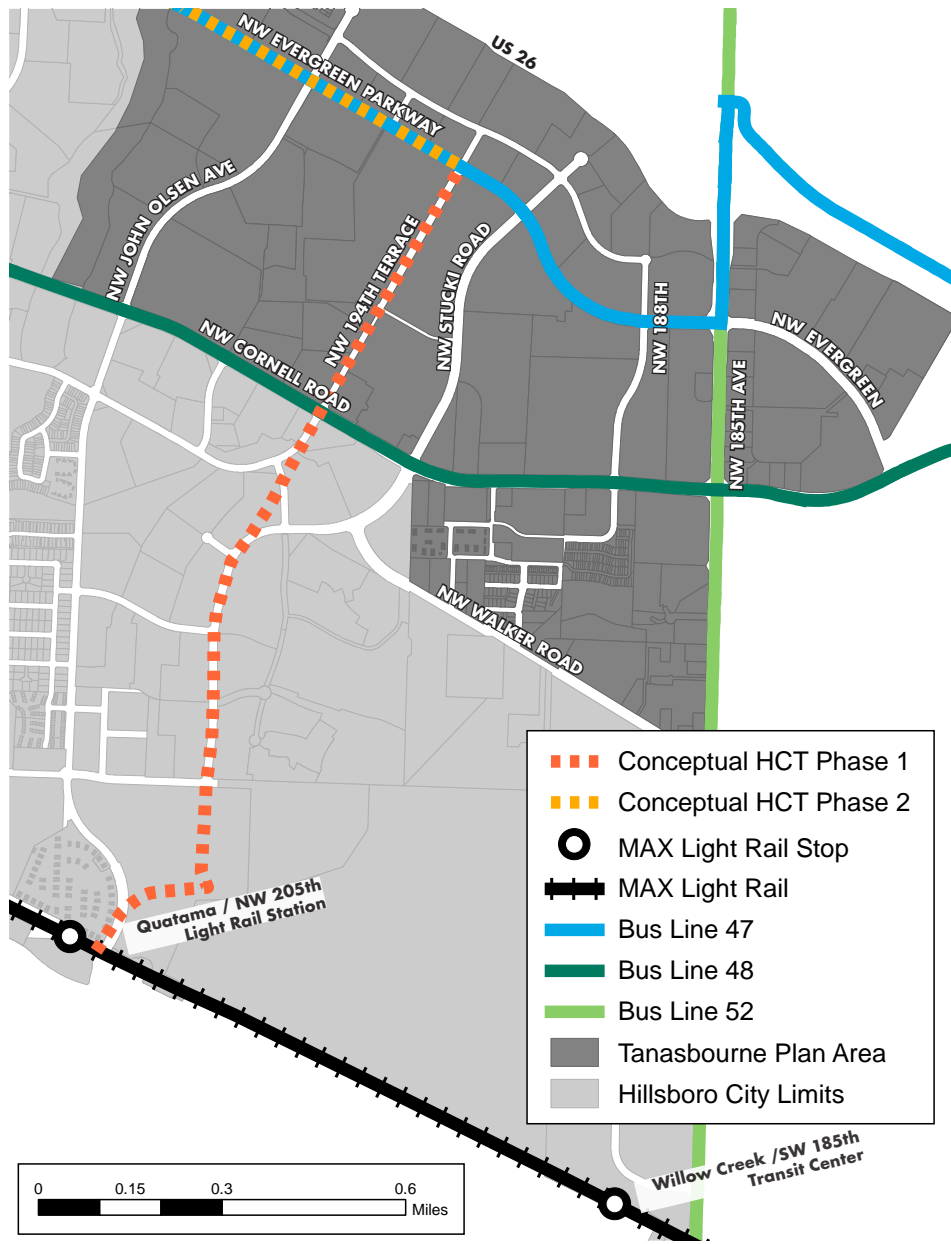 US 26
NW EVERGREEN PARKWAY
NW JOHN OLSEN AVE
NW 194TH TERRACE
NW STUCKI ROAD
NW 188TH
NW EVERGREEN
NW CORNELL ROAD
NW 185TH AVE
NW WALKER ROAD
Quatama / NW 205th
Light Rail Station
Conceptual HCT Phase 1
Conceptual HCT Phase 2
MAX Light Rail Stop
MAX Light Rail
Bus Line 47
Bus Line 48
Bus Line 52
Tanasbourne Plan Area
Hillsboro City Limits
Willow Creek /SW 185th
Transit Center
0 0.15 0.3 0.6
Miles